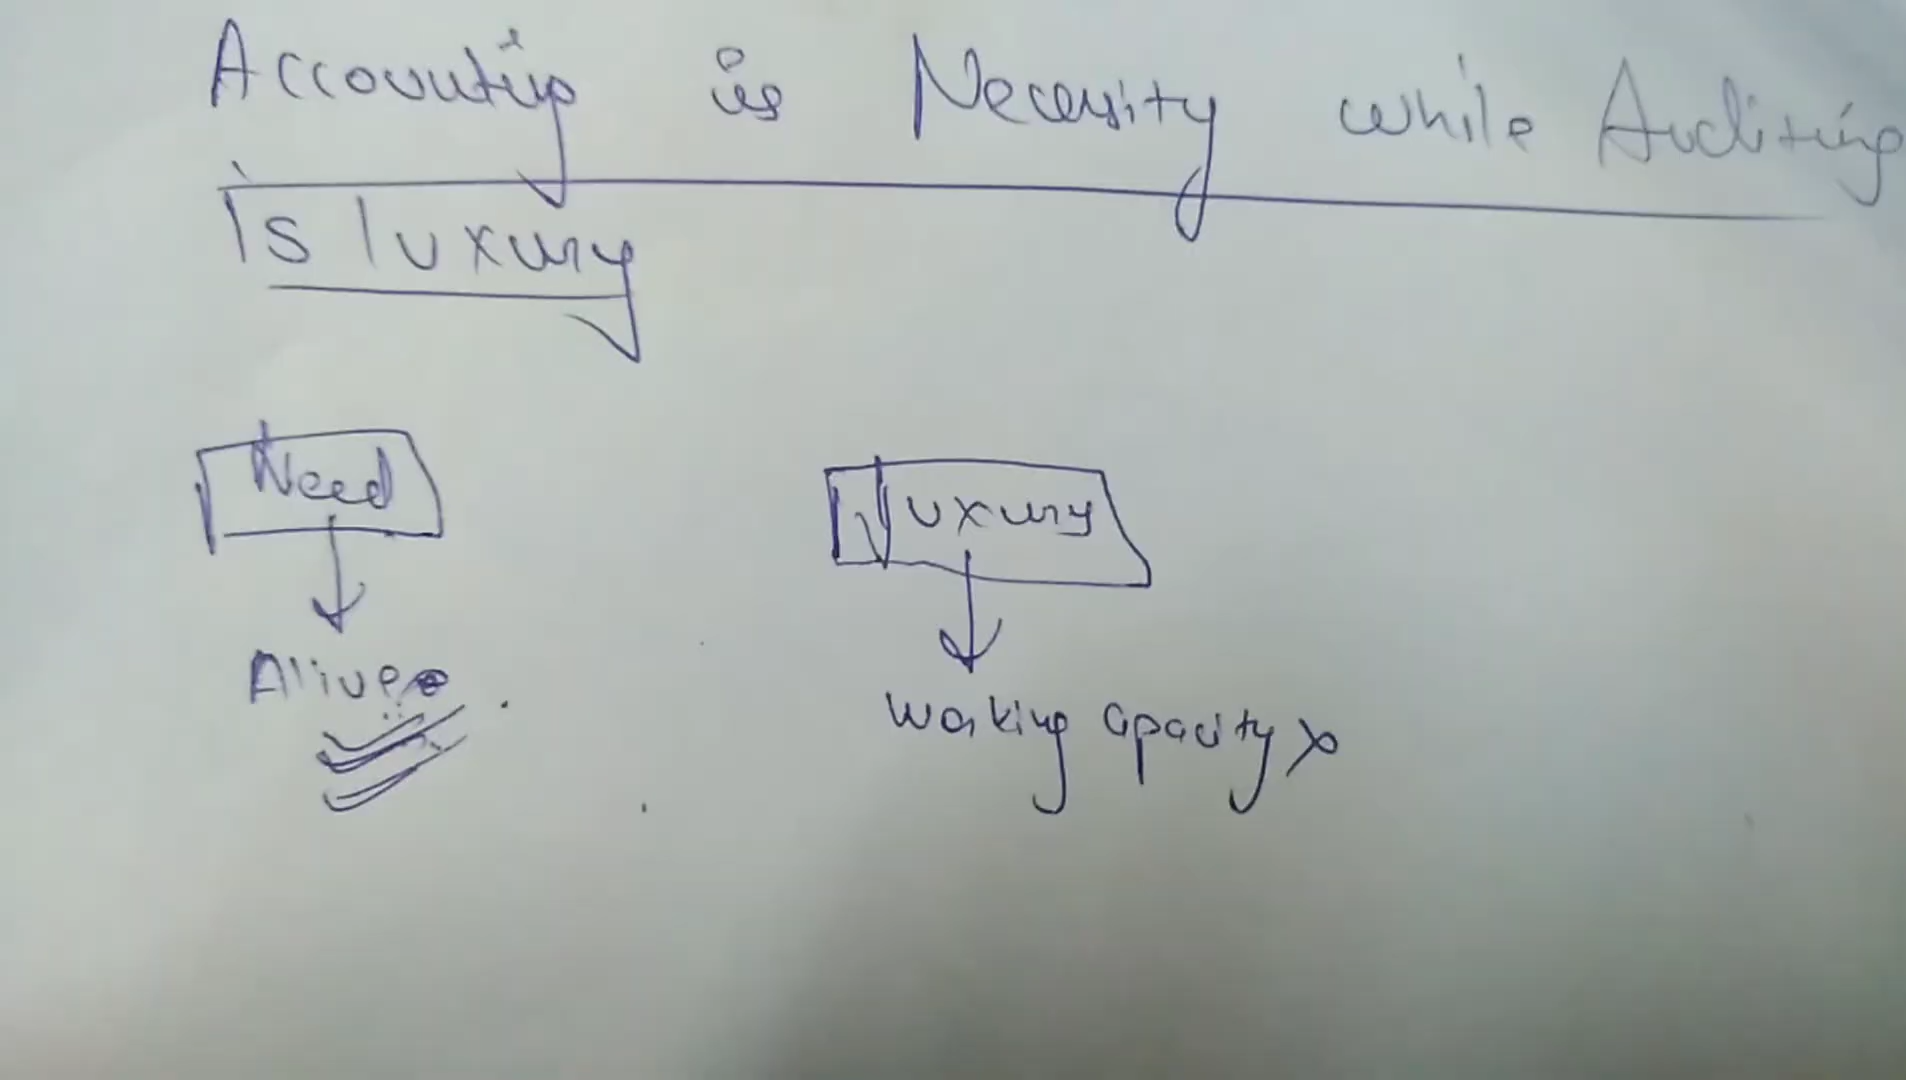 Accounting is Necessity while Auditing
is luxury
Need
Luxury
Alive
Working Capacity